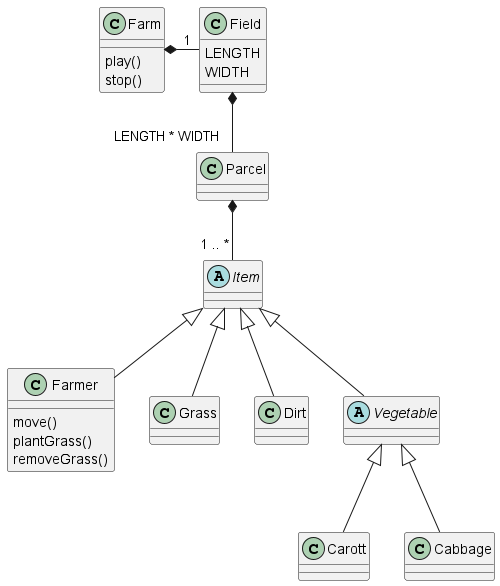 C Farm
play()
stop()
1
C Field
LENGTH
WIDTH
LENGTH * WIDTH
C Parcel
1 .. *
A Item
C Farmer
move()
plantGrass()
removeGrass()
C Grass
C Dirt
A Vegetable
C Carott
C Cabbage